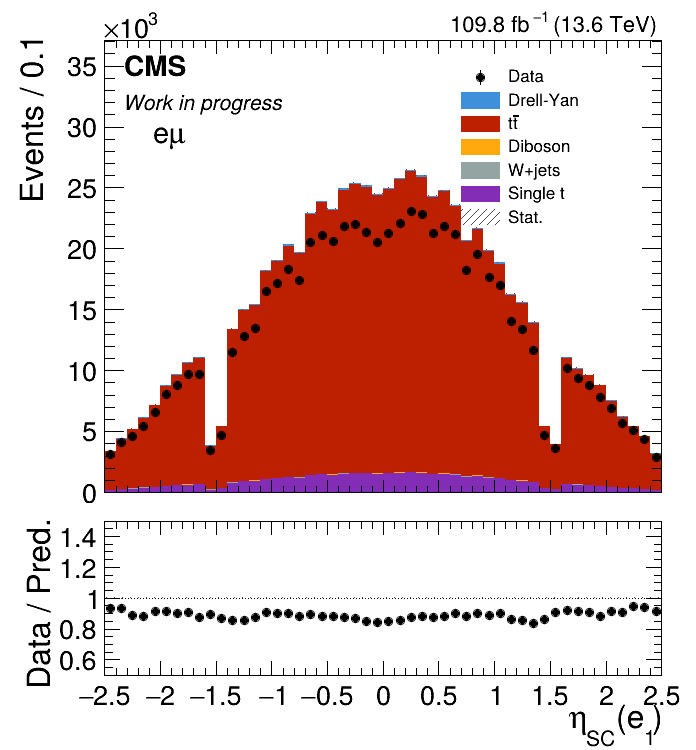 ×10³
109.8 fb⁻¹ (13.6 TeV)
Events / 0.1
35
30
25
20
15
10
5
0
CMS
Work in progress
eμ
Data
Drell-Yan
tt̄
Diboson
W+jets
Single t
Stat.
Data / Pred.
1.4
1.2
1
0.8
0.6
−2.5 −2 −1.5 −1 −0.5 0 0.5 1 1.5 2 2.5
η_SC(e₁)